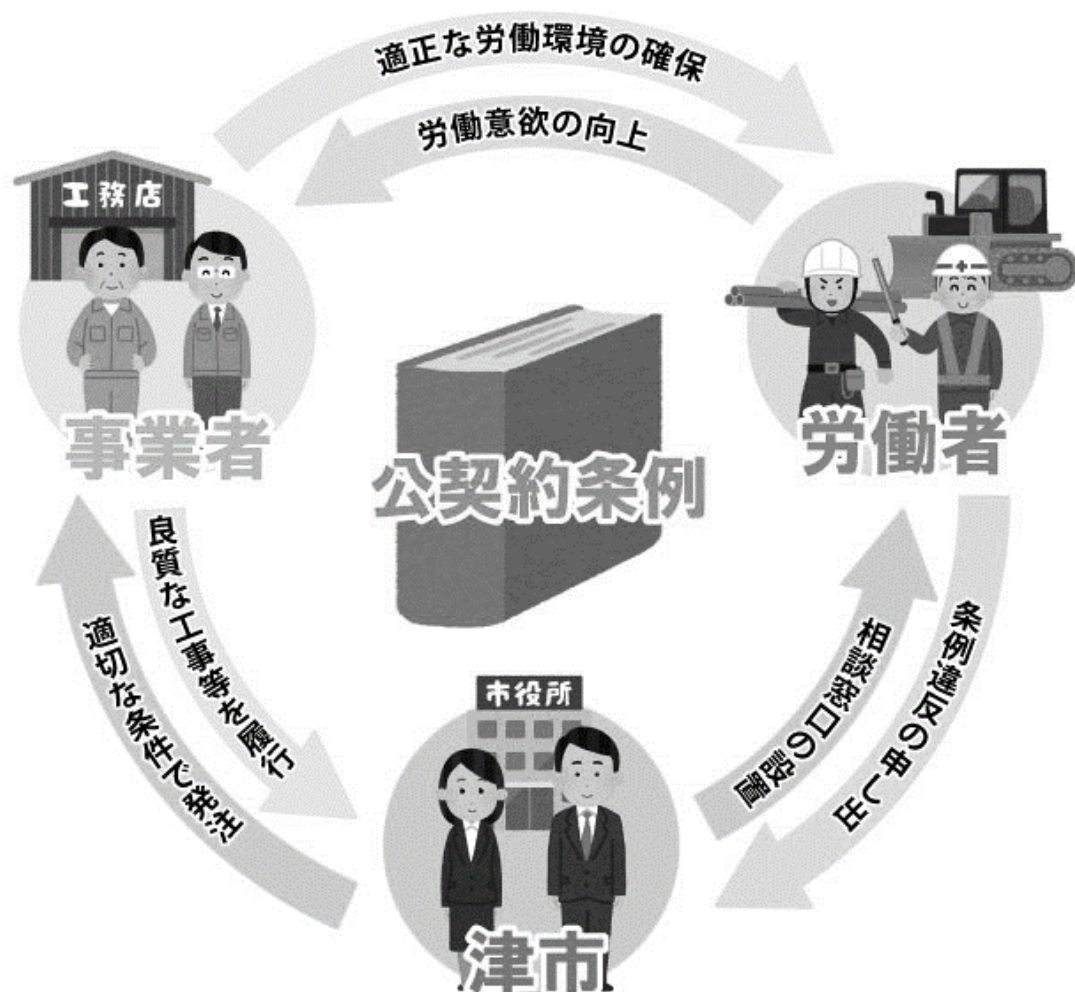 適正な労働環境の確保
労働意欲の向上
工務店
事業者
労働者
公契約条例
良質な工事等を履行
適切な条件で発注
相談窓口の設置
条例違反の申し出
市役所
津市